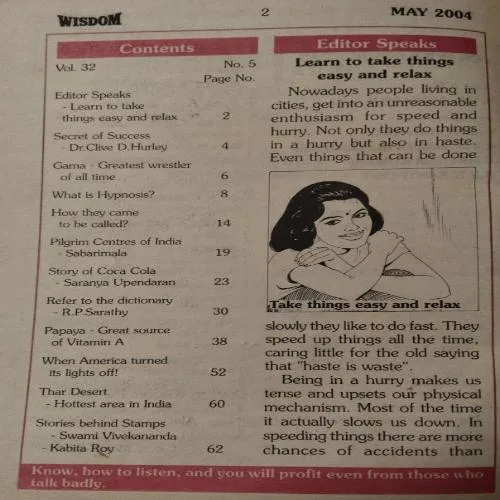 WISDOM
2
MAY 2004
Contents
Vol. 32 No. 5
Page No.
Editor Speaks
- Learn to take
things easy and relax 2
Secret of Success
- Dr.Clive D.Hurley 4
Gama - Greatest wrestler
of all time 6
What is Hypnosis? 8
How they came
to be called? 14
Pilgrim Centres of India
- Sabarimala 19
Story of Coca Cola
- Saranya Upendaran 23
Refer to the dictionary
- R.P.Sarathy 30
Papaya - Great source
of Vitamin A 38
When America turned
its lights off! 52
Thar Desert
- Hottest area in India 60
Stories behind Stamps
- Swami Vivekananda
- Kabita Roy 62
Editor Speaks
Learn to take things
easy and relax
Nowadays people living in
cities, get into an unreasonable
enthusiasm for speed and
hurry. Not only they do things
in a hurry but also in haste.
Even things that can be done
Take things easy and relax
slowly they like to do fast. They
speed up things all the time,
caring little for the old saying
that "haste is waste".
Being in a hurry makes us
tense and upsets our physical
mechanism. Most of the time
it actually slows us down. In
speeding things there are more
chances of accidents than
Know, how to listen, and you will profit even from those who
talk badly.